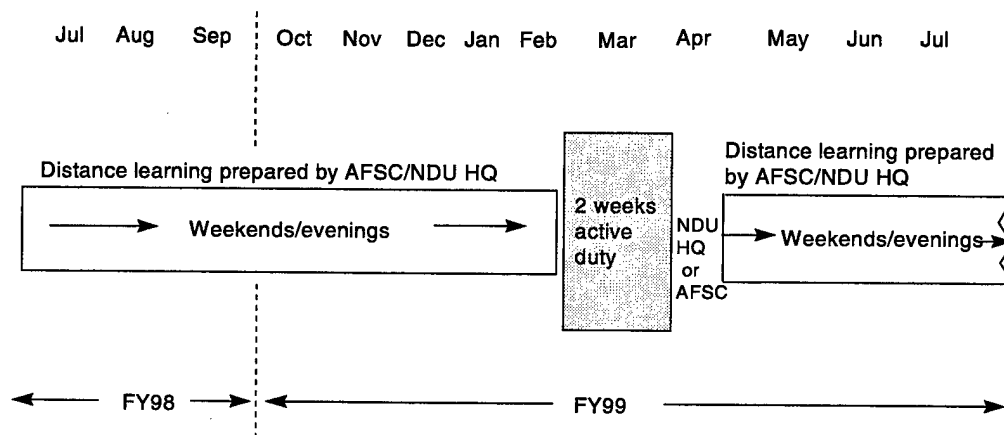 Jul Aug Sep Oct Nov Dec Jan Feb Mar Apr May Jun Jul
Distance learning prepared by AFSC/NDU HQ
Weekends/evenings
2 weeks
active
duty
NDU
HQ
or
AFSC
Distance learning prepared
by AFSC/NDU HQ
Weekends/evenings
FY98
FY99